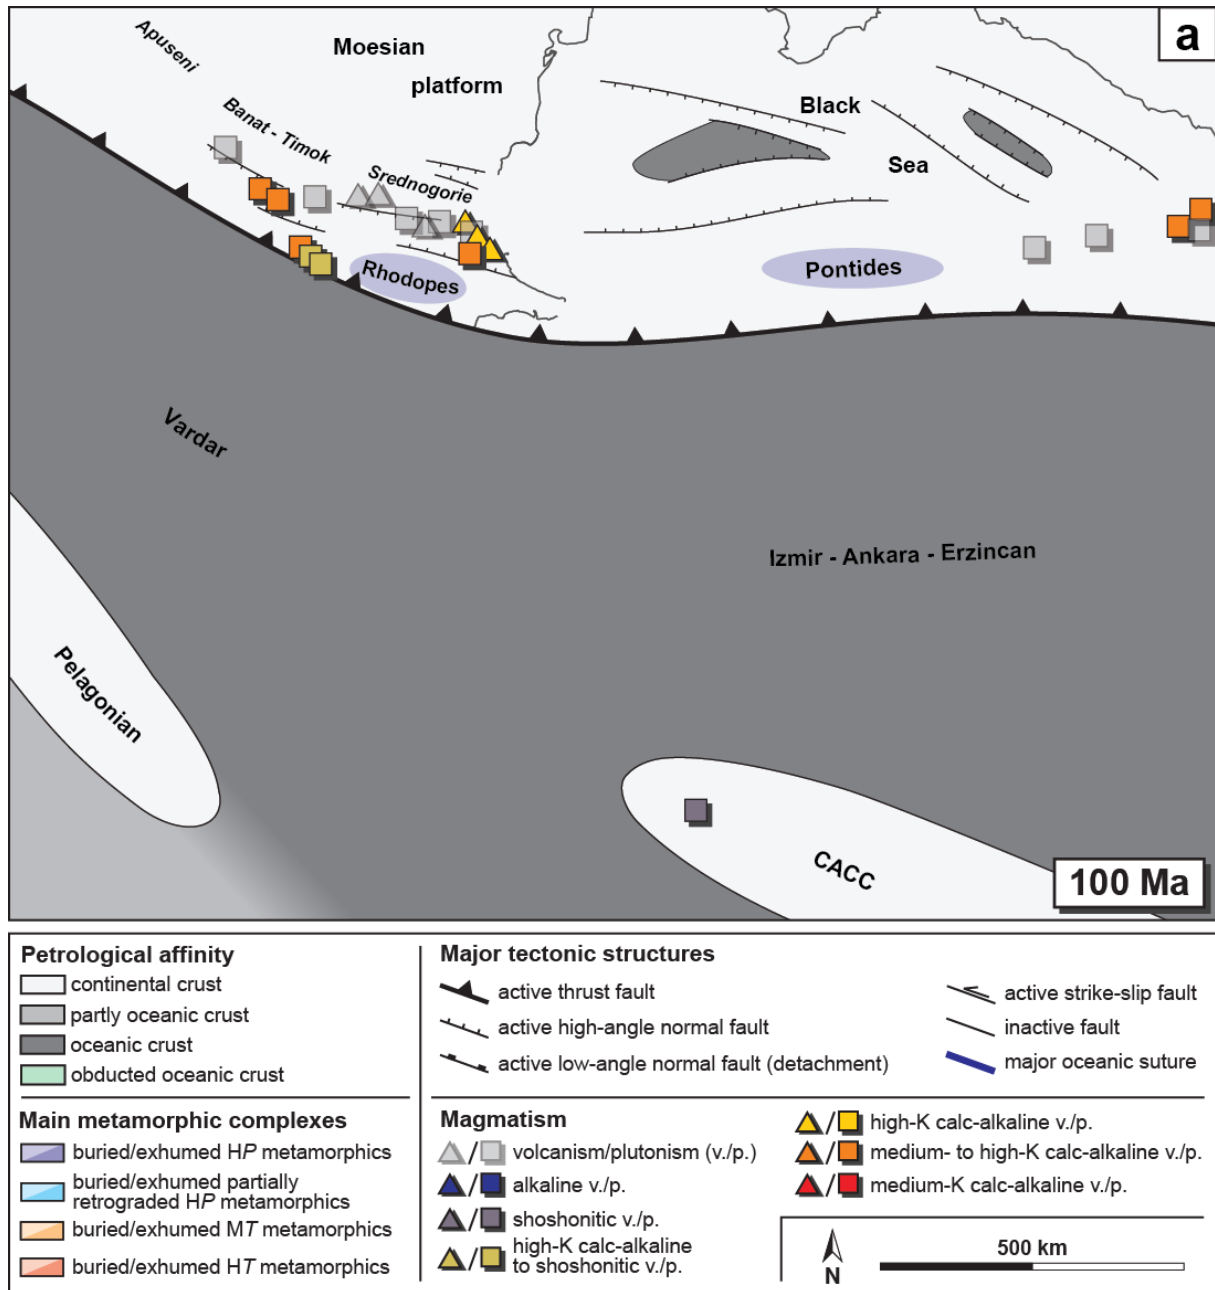 a
Apuseni
Moesian
platform
Banat - Timok
Srednogorie
Black
Sea
Rhodopes
Pontides
Vardar
Izmir - Ankara - Erzincan
Pelagonian
CACC
100 Ma
Petrological affinity
continental crust
partly oceanic crust
oceanic crust
obducted oceanic crust
Main metamorphic complexes
buried/exhumed HP metamorphics
buried/exhumed partially
retrograded HP metamorphics
buried/exhumed MT metamorphics
buried/exhumed HT metamorphics
Major tectonic structures
active thrust fault
active high-angle normal fault
active low-angle normal fault (detachment)
active strike-slip fault
inactive fault
major oceanic suture
Magmatism
/ volcanism/plutonism (v./p.)
/ alkaline v./p.
/ shoshonitic v./p.
/ high-K calc-alkaline
to shoshonitic v./p.
/ high-K calc-alkaline v./p.
/ medium- to high-K calc-alkaline v./p.
/ medium-K calc-alkaline v./p.
N
500 km